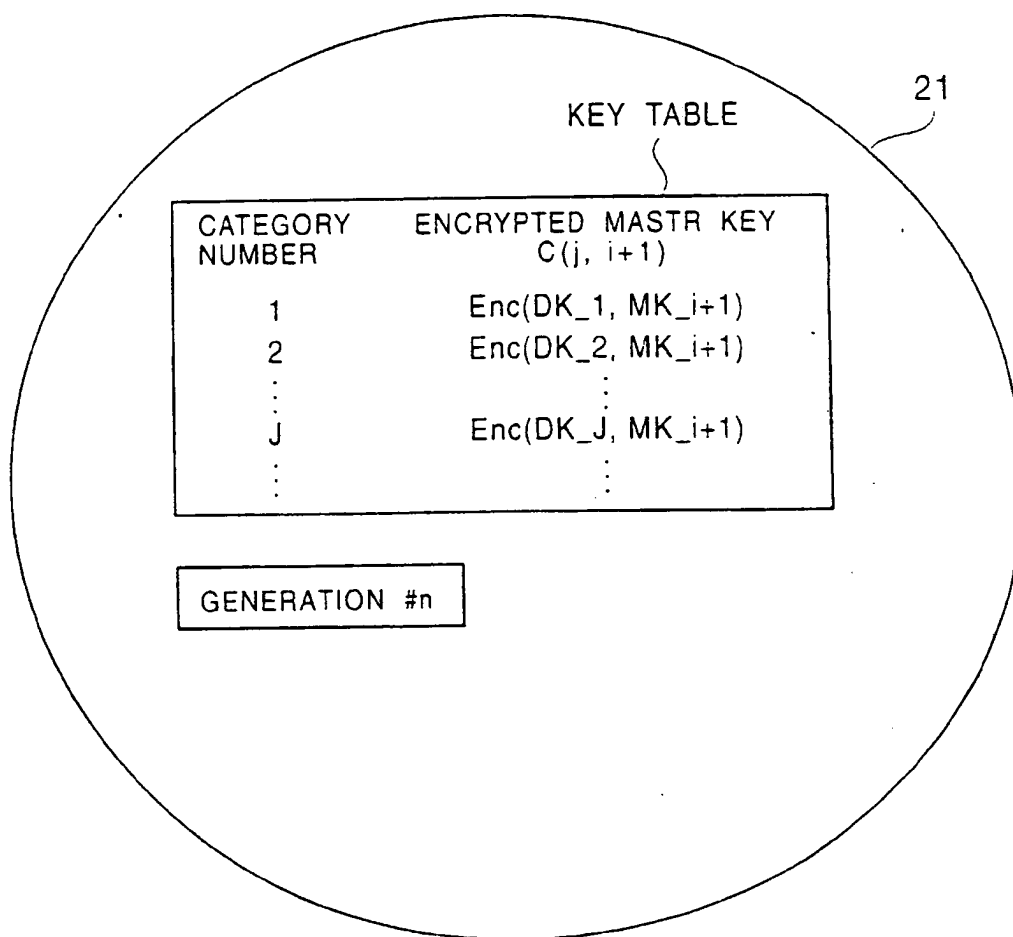 21
KEY TABLE
CATEGORY NUMBER ENCRYPTED MASTR KEY C(j, i+1)
1 Enc(DK_1, MK_i+1)
2 Enc(DK_2, MK_i+1)
J Enc(DK_J, MK_i+1)
GENERATION #n